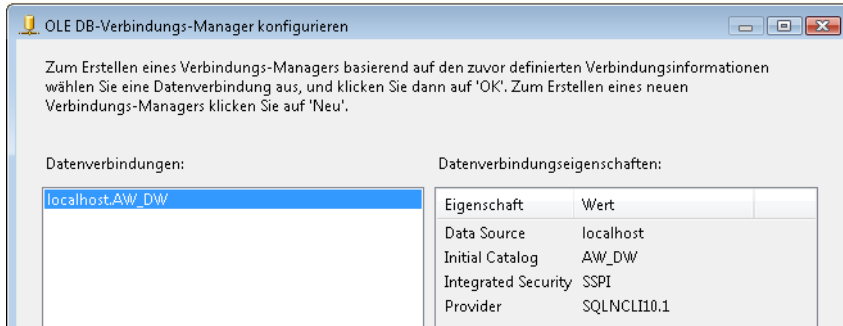 OLE DB-Verbindungs-Manager konfigurieren
Zum Erstellen eines Verbindungs-Managers basierend auf den zuvor definierten Verbindungsinformationen
wählen Sie eine Datenverbindung aus, und klicken Sie dann auf 'OK'. Zum Erstellen eines neuen
Verbindungs-Managers klicken Sie auf 'Neu'.
Datenverbindungen:
localhost.AW_DW
Datenverbindungseigenschaften:
Eigenschaft Wert
Data Source localhost
Initial Catalog AW_DW
Integrated Security SSPI
Provider SQLNCLI10.1